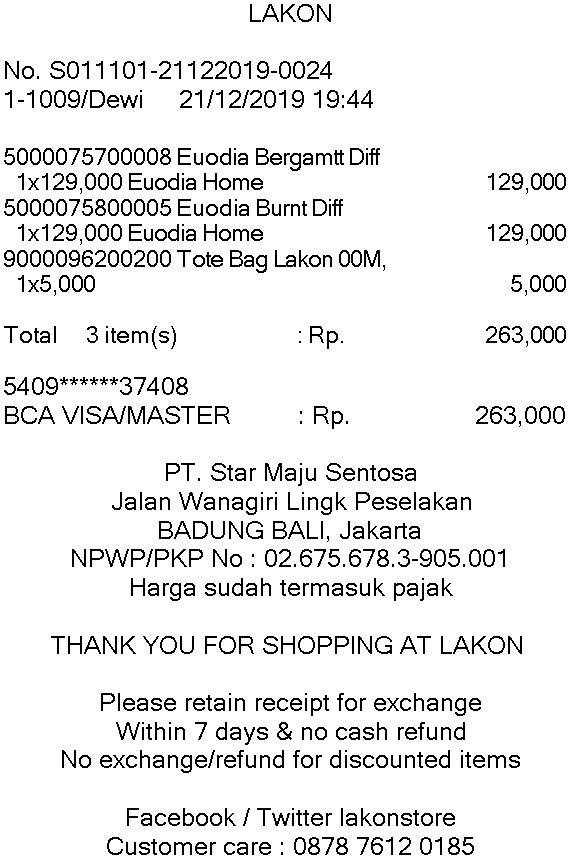 LAKON
No. S011101-21122019-0024
1-1009/Dewi 21/12/2019 19:44
5000075700008 Euodia Bergamtt Diff
1x129,000 Euodia Home 129,000
5000075800005 Euodia Burnt Diff
1x129,000 Euodia Home 129,000
9000096200200 Tote Bag Lakon 00M,
1x5,000 5,000
Total 3 item(s) : Rp. 263,000
5409******37408
BCA VISA/MASTER : Rp. 263,000
PT. Star Maju Sentosa
Jalan Wanagiri Lingk Peselakan
BADUNG BALI, Jakarta
NPWP/PKP No : 02.675.678.3-905.001
Harga sudah termasuk pajak
THANK YOU FOR SHOPPING AT LAKON
Please retain receipt for exchange
Within 7 days & no cash refund
No exchange/refund for discounted items
Facebook / Twitter lakonstore
Customer care : 0878 7612 0185